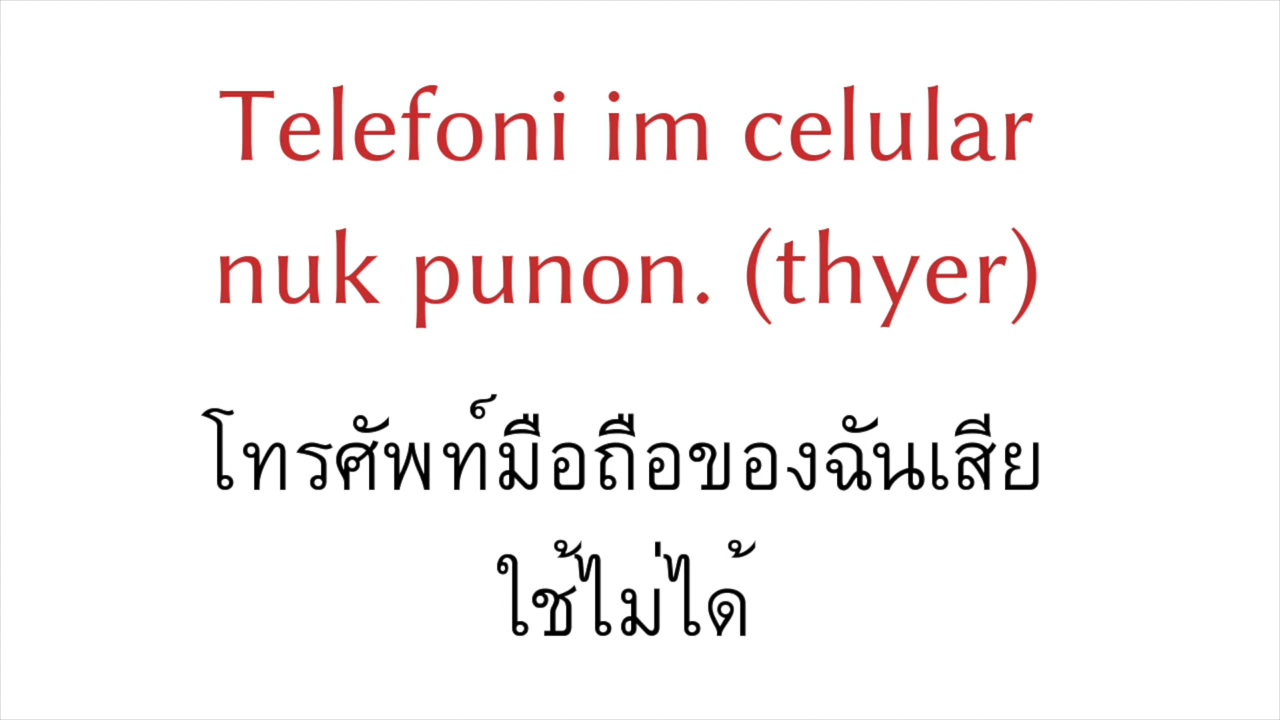 Telefoni im celular
nuk punon. (thyer)
โทรศัพท์มือถือของฉันเสีย
ใช้ไม่ได้